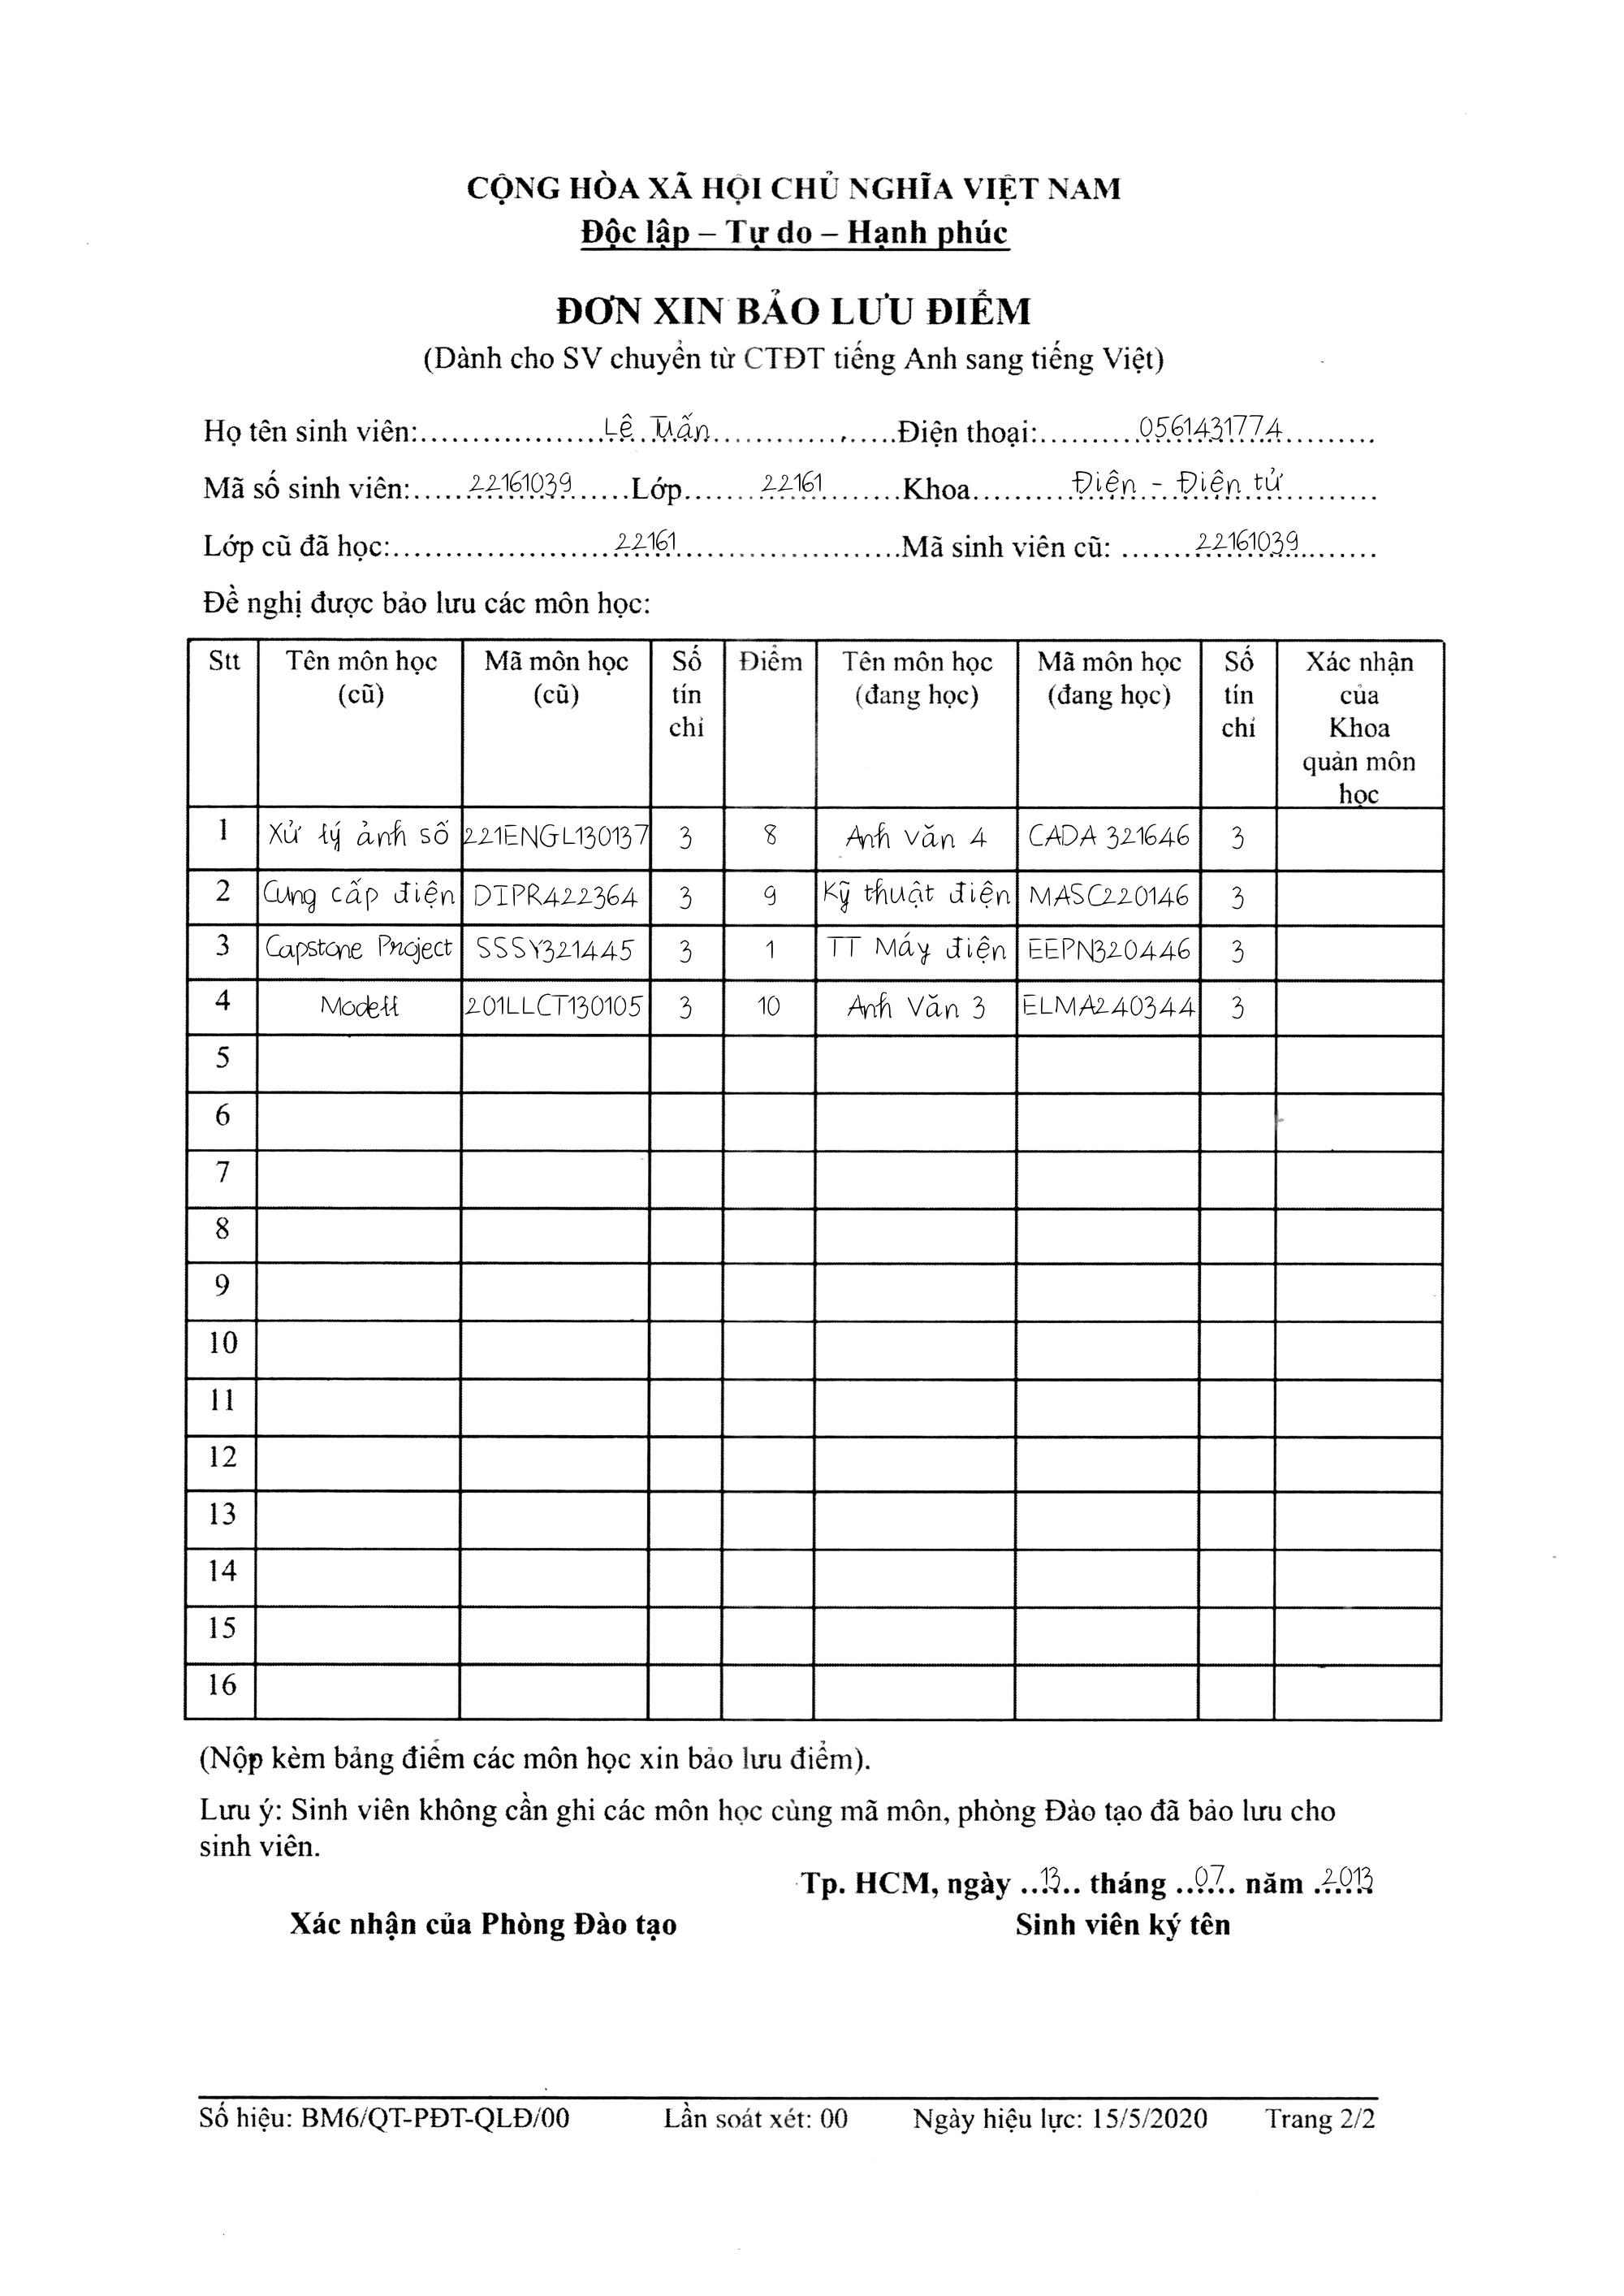 CỘNG HÒA XÃ HỘI CHỦ NGHĨA VIỆT NAM
Độc lập – Tự do – Hạnh phúc
ĐƠN XIN BẢO LƯU ĐIỂM
(Dành cho SV chuyển từ CTĐT tiếng Anh sang tiếng Việt)
Họ tên sinh viên: Lê Tuấn Điện thoại: 0561431774
Mã số sinh viên: 22161039 Lớp 22161 Khoa Điện - Điện tử
Lớp cũ đã học: 22161 Mã sinh viên cũ: 22161039
Đề nghị được bảo lưu các môn học:
Stt Tên môn học (cũ) Mã môn học (cũ) Số tín chỉ Điểm Tên môn học (đang học) Mã môn học (đang học) Số tín chỉ Xác nhận của Khoa quản môn học
1 Xử lý ảnh số 221ENGL130137 3 8 Anh Văn 4 CADA 321646 3
2 Cung cấp điện DIPR422364 3 9 Kỹ thuật điện MASC220146 3
3 Capstone Project SSSY321445 3 1 TT Máy điện EEPN320446 3
4 Modell 201LLCT130105 3 10 Anh Văn 3 ELMA240344 3
5
6
7
8
9
10
11
12
13
14
15
16
(Nộp kèm bảng điểm các môn học xin bảo lưu điểm).
Lưu ý: Sinh viên không cần ghi các môn học cùng mã môn, phòng Đào tạo đã bảo lưu cho
sinh viên.
Tp. HCM, ngày 13 tháng 07 năm 2013
Xác nhận của Phòng Đào tạo Sinh viên ký tên
Số hiệu: BM6/QT-PĐT-QLĐ/00 Lần soát xét: 00 Ngày hiệu lực: 15/5/2020 Trang 2/2